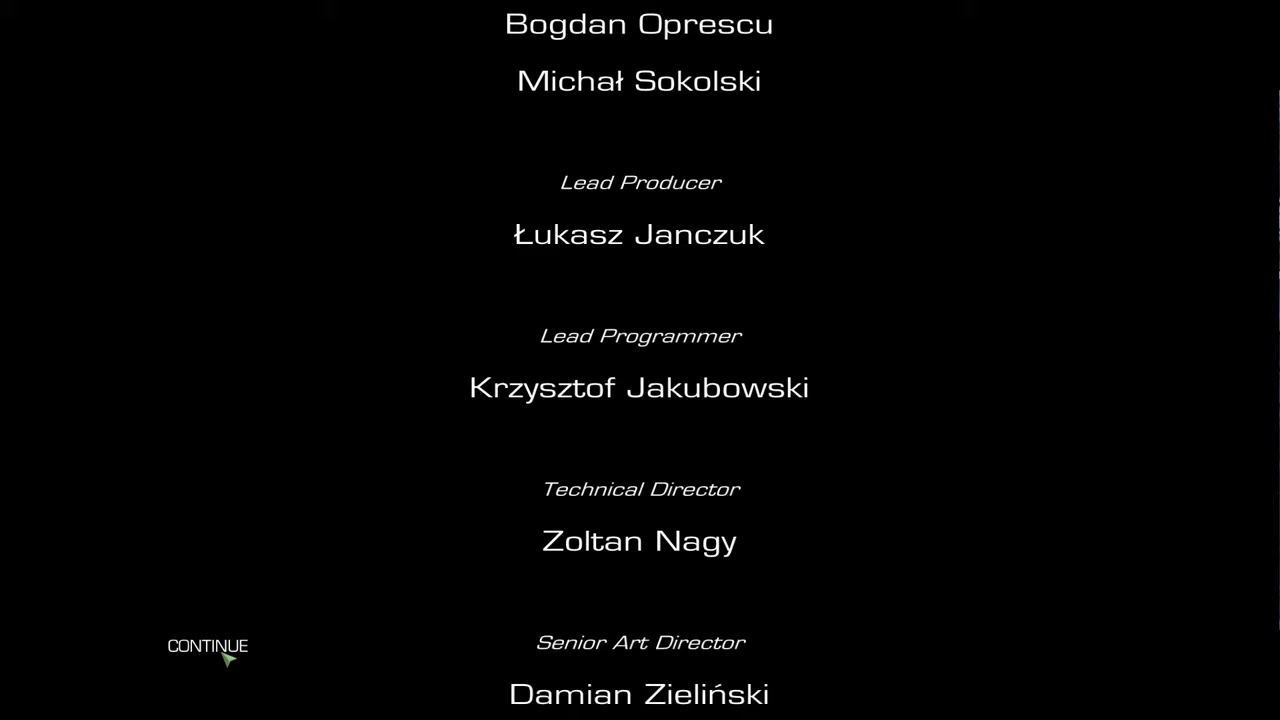 Bogdan Oprescu
Michał Sokolski
Lead Producer
Łukasz Janczuk
Lead Programmer
Krzysztof Jakubowski
Technical Director
Zoltan Nagy
CONTINUE
Senior Art Director
Damian Zieliński